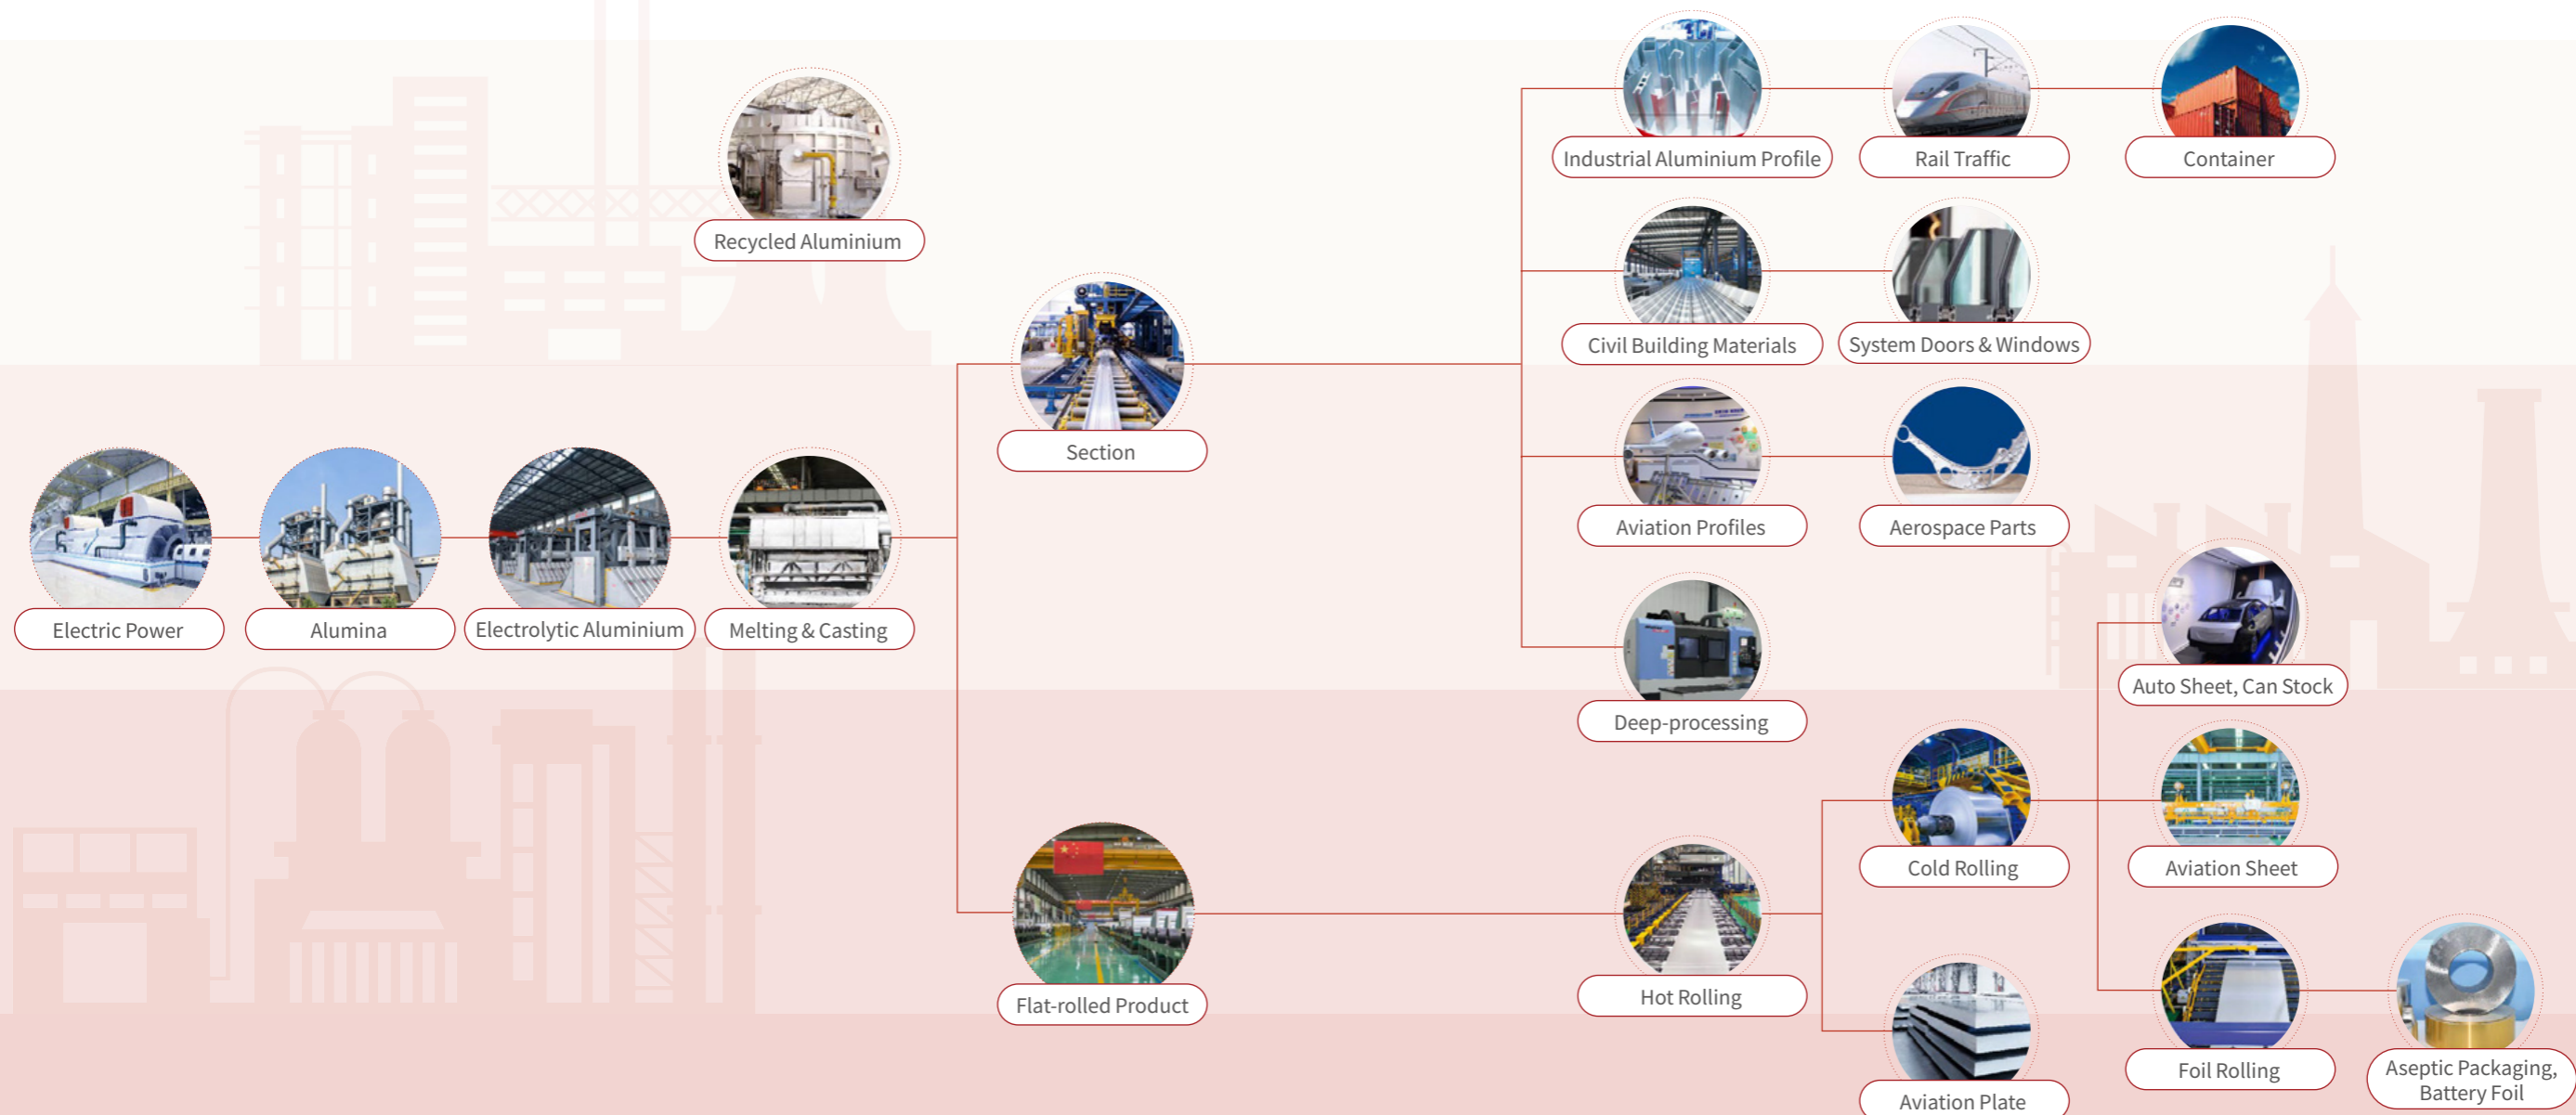 Industrial Aluminium Profile
Rail Traffic
Container
Recycled Aluminium
Civil Building Materials
System Doors & Windows
Section
Aviation Profiles
Aerospace Parts
Electric Power
Alumina
Electrolytic Aluminium
Melting & Casting
Auto Sheet, Can Stock
Deep-processing
Cold Rolling
Aviation Sheet
Flat-rolled Product
Hot Rolling
Foil Rolling
Aseptic Packaging,
Battery Foil
Aviation Plate